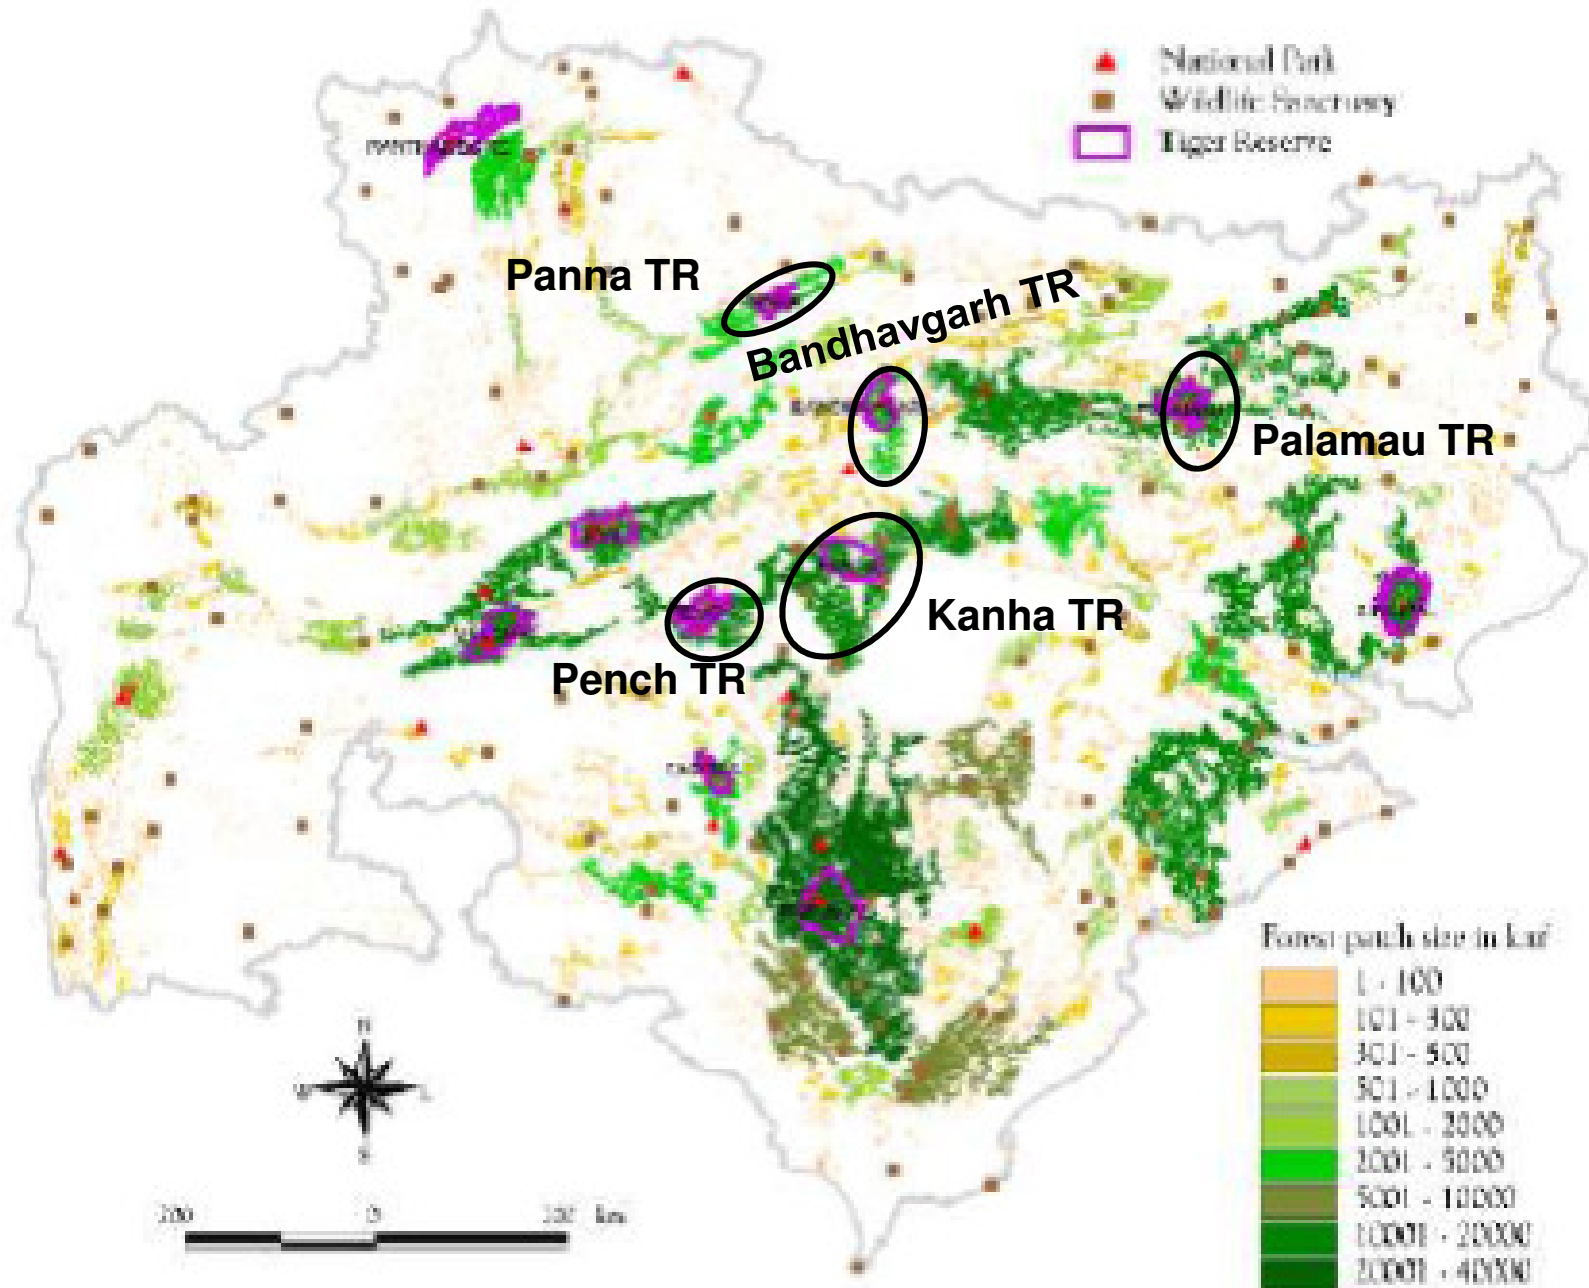 National Park
Wildlife Sanctuary
Tiger Reserve
Panna TR
Bandhavgarh TR
Palamau TR
Kanha TR
Pench TR
Forest patch size in km²
1 - 100
101 - 300
301 - 500
501 - 1000
1001 - 2000
2001 - 5000
5001 - 10000
10001 - 20000
20001 - 40000
N
S
0
km